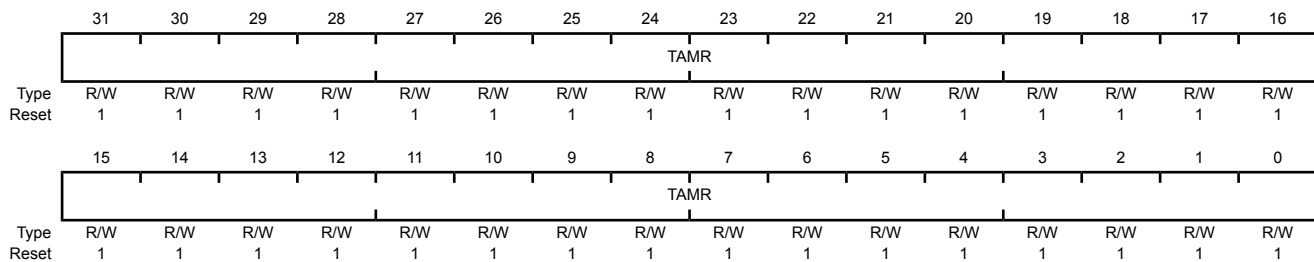 31 30 29 28 27 26 25 24 23 22 21 20 19 18 17 16
TAMR
Type R/W R/W R/W R/W R/W R/W R/W R/W R/W R/W R/W R/W R/W R/W R/W R/W
Reset 1 1 1 1 1 1 1 1 1 1 1 1 1 1 1 1
15 14 13 12 11 10 9 8 7 6 5 4 3 2 1 0
TAMR
Type R/W R/W R/W R/W R/W R/W R/W R/W R/W R/W R/W R/W R/W R/W R/W R/W
Reset 1 1 1 1 1 1 1 1 1 1 1 1 1 1 1 1